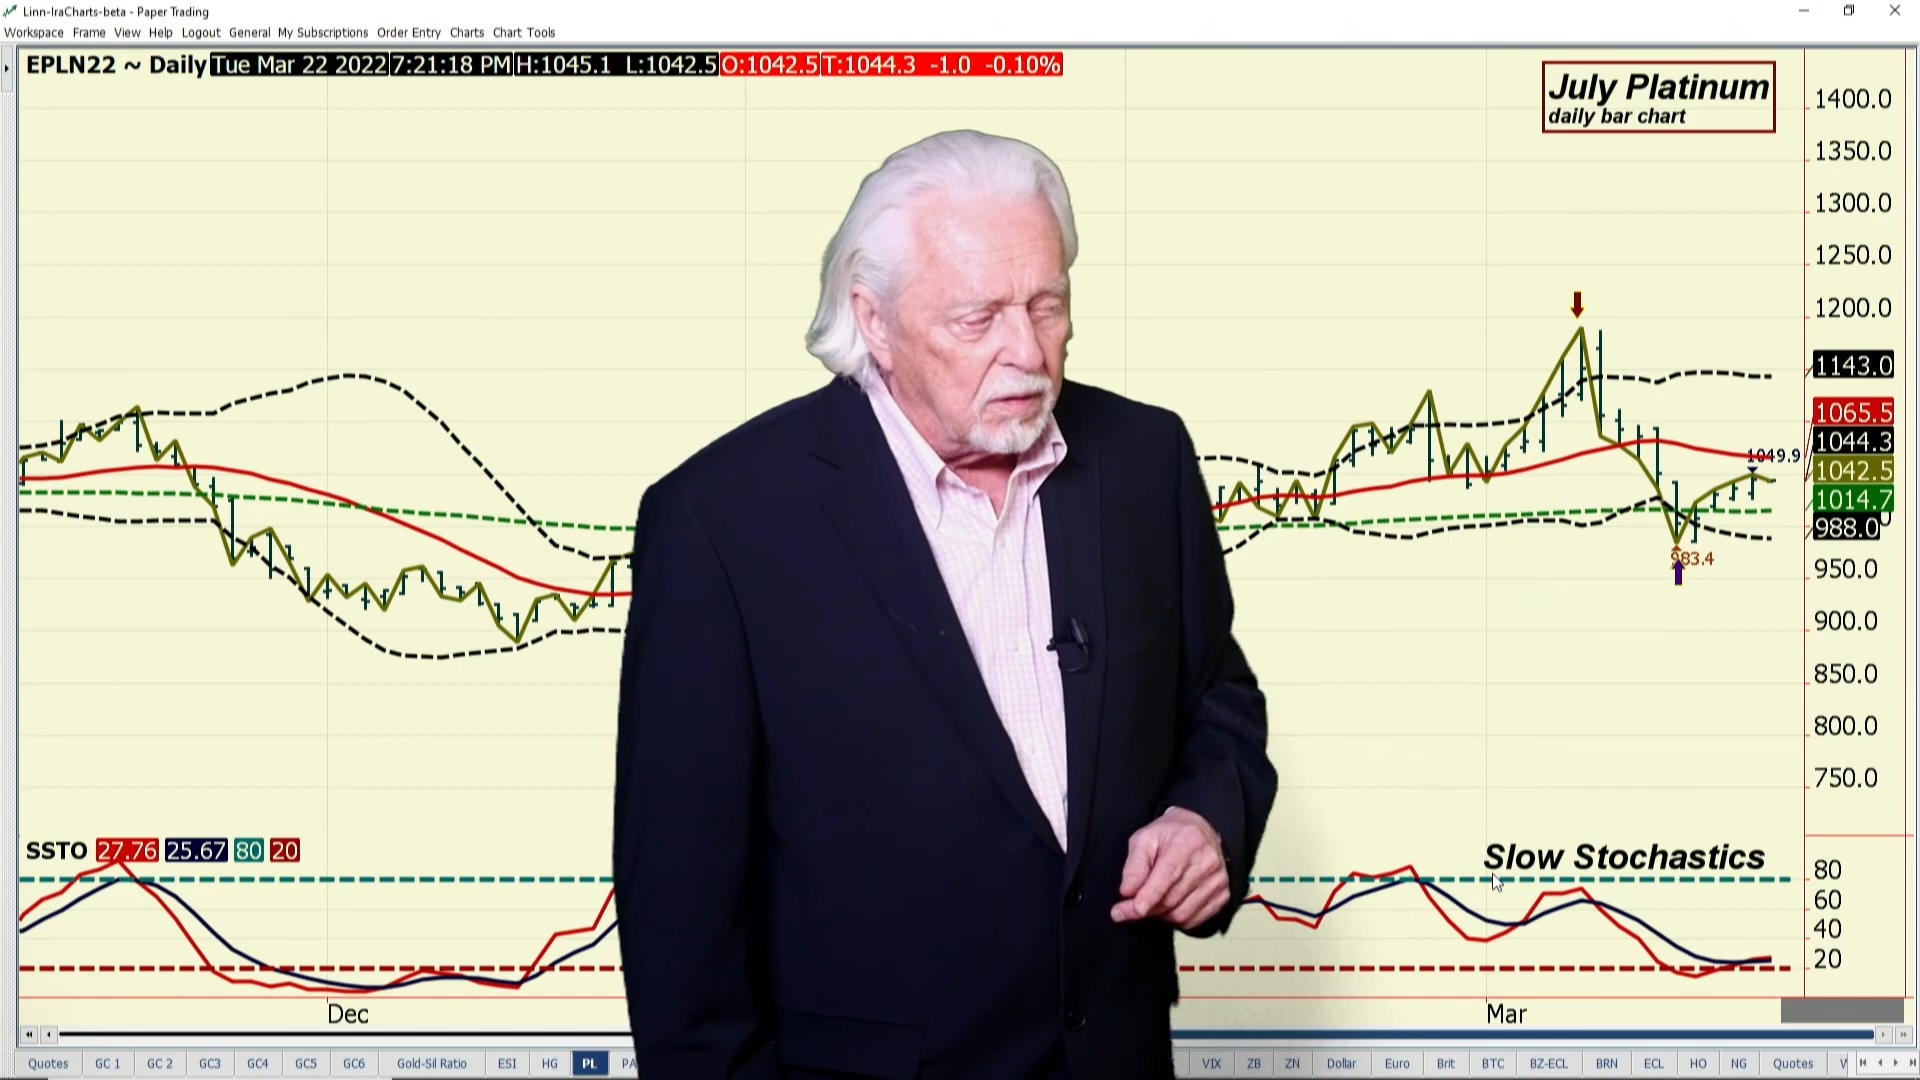 Linn-IraCharts-beta - Paper Trading
Workspace Frame View Help Logout General My Subscriptions Order Entry Charts Chart Tools
EPLN22 ~ Daily Tue Mar 22 2022 7:21:18 PM H:1045.1 L:1042.5 O:1042.5 T:1044.3 -1.0 -0.10%
July Platinum
daily bar chart
1400.0
1350.0
1300.0
1250.0
1200.0
1143.0
1065.5
1044.3
1049.9
1042.5
1014.7
988.0
983.4
950.0
900.0
850.0
800.0
750.0
SSTO 27.76 25.67 80 20
Slow Stochastics
80
60
40
20
Dec Mar
Quotes GC 1 GC 2 GC3 GC4 GC5 GC6 Gold-Sil Ratio ESI HG PL PA VIX ZB ZN Dollar Euro Brit BTC BZ-ECL BRN ECL HO NG Quotes